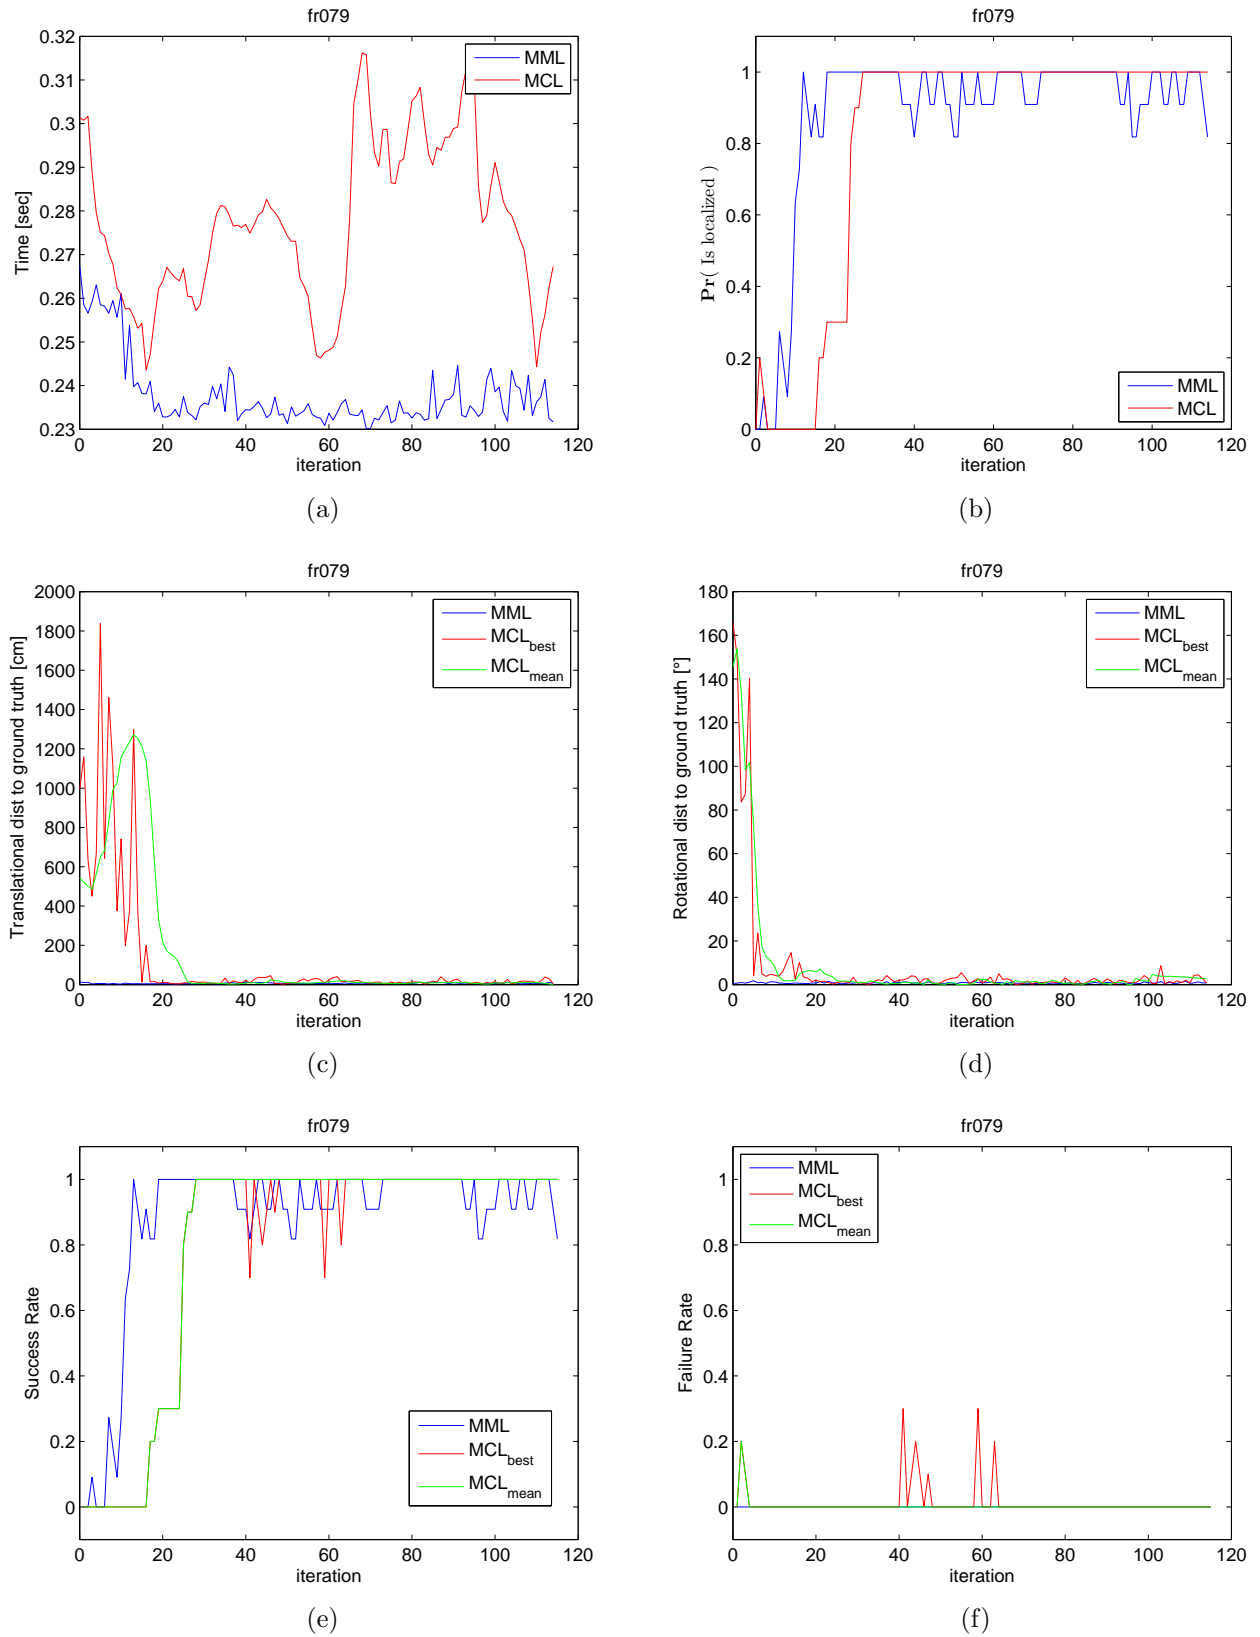 fr079
0.32
0.31
0.3
0.29
0.28
0.27
0.26
0.25
0.24
0.23
Time [sec]
MML
MCL
0 20 40 60 80 100 120
iteration
(a)
fr079
1
0.8
0.6
0.4
0.2
0
Pr( Is localized )
MML
MCL
0 20 40 60 80 100 120
iteration
(b)
fr079
2000
1800
1600
1400
1200
1000
800
600
400
200
0
Translational dist to ground truth [cm]
MML
MCL_best
MCL_mean
0 20 40 60 80 100 120
iteration
(c)
fr079
180
160
140
120
100
80
60
40
20
0
Rotational dist to ground truth [°]
MML
MCL_best
MCL_mean
0 20 40 60 80 100 120
iteration
(d)
fr079
1
0.8
0.6
0.4
0.2
0
Success Rate
MML
MCL_best
MCL_mean
0 20 40 60 80 100 120
iteration
(e)
fr079
1
0.8
0.6
0.4
0.2
0
Failure Rate
MML
MCL_best
MCL_mean
0 20 40 60 80 100 120
iteration
(f)